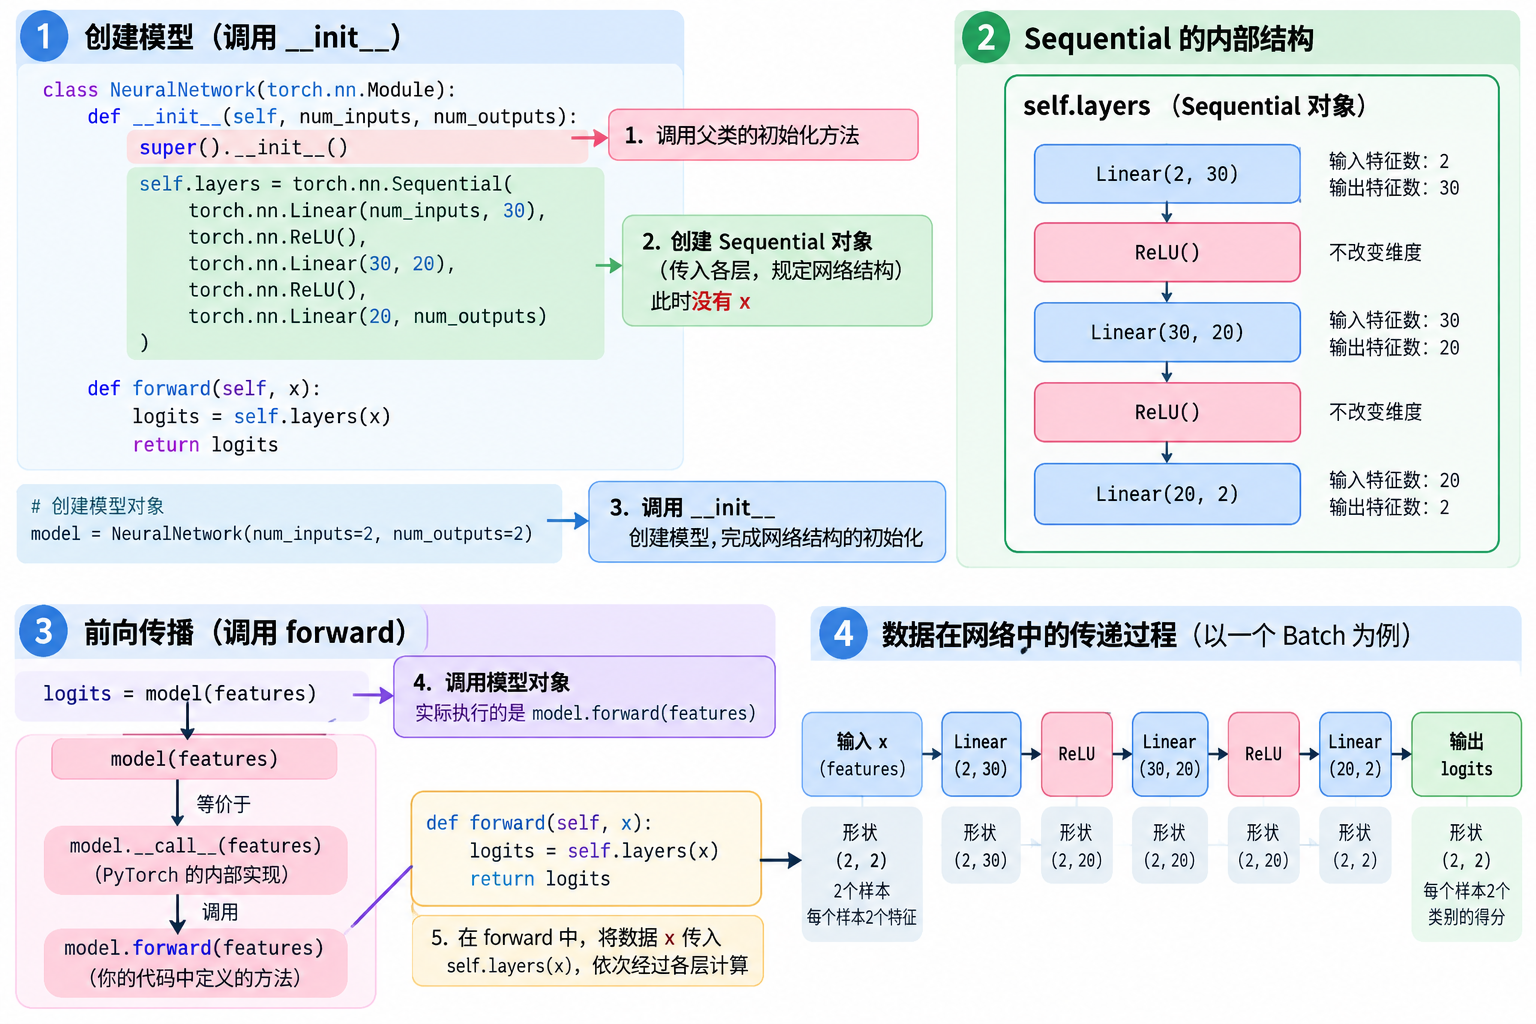 1 创建模型（调用 __init__）
class NeuralNetwork(torch.nn.Module):
def __init__(self, num_inputs, num_outputs):
super().__init__()
self.layers = torch.nn.Sequential(
torch.nn.Linear(num_inputs, 30),
torch.nn.ReLU(),
torch.nn.Linear(30, 20),
torch.nn.ReLU(),
torch.nn.Linear(20, num_outputs)
)
def forward(self, x):
logits = self.layers(x)
return logits
1. 调用父类的初始化方法
2. 创建 Sequential 对象
（传入各层，规定网络结构）
此时没有 x
# 创建模型对象
model = NeuralNetwork(num_inputs=2, num_outputs=2)
3. 调用 __init__
创建模型，完成网络结构的初始化
2 Sequential 的内部结构
self.layers （Sequential 对象）
Linear(2, 30)
输入特征数：2
输出特征数：30
ReLU()
不改变维度
Linear(30, 20)
输入特征数：30
输出特征数：20
ReLU()
不改变维度
Linear(20, 2)
输入特征数：20
输出特征数：2
3 前向传播（调用 forward）
logits = model(features)
4. 调用模型对象
实际执行的是 model.forward(features)
model(features)
等价于
model.__call__(features)
（PyTorch 的内部实现）
调用
model.forward(features)
（你的代码中定义的方法）
def forward(self, x):
logits = self.layers(x)
return logits
5. 在 forward 中，将数据 x 传入
self.layers(x)，依次经过各层计算
4 数据在网络中的传递过程（以一个 Batch 为例）
输入 x
(features)
Linear
(2,30)
ReLU
Linear
(30,20)
ReLU
Linear
(20,2)
输出
logits
形状
(2, 2)
2个样本
每个样本2个特征
形状
(2,30)
形状
(2,20)
形状
(2,20)
形状
(2,20)
形状
(2, 2)
形状
(2, 2)
每个样本2个
类别的得分